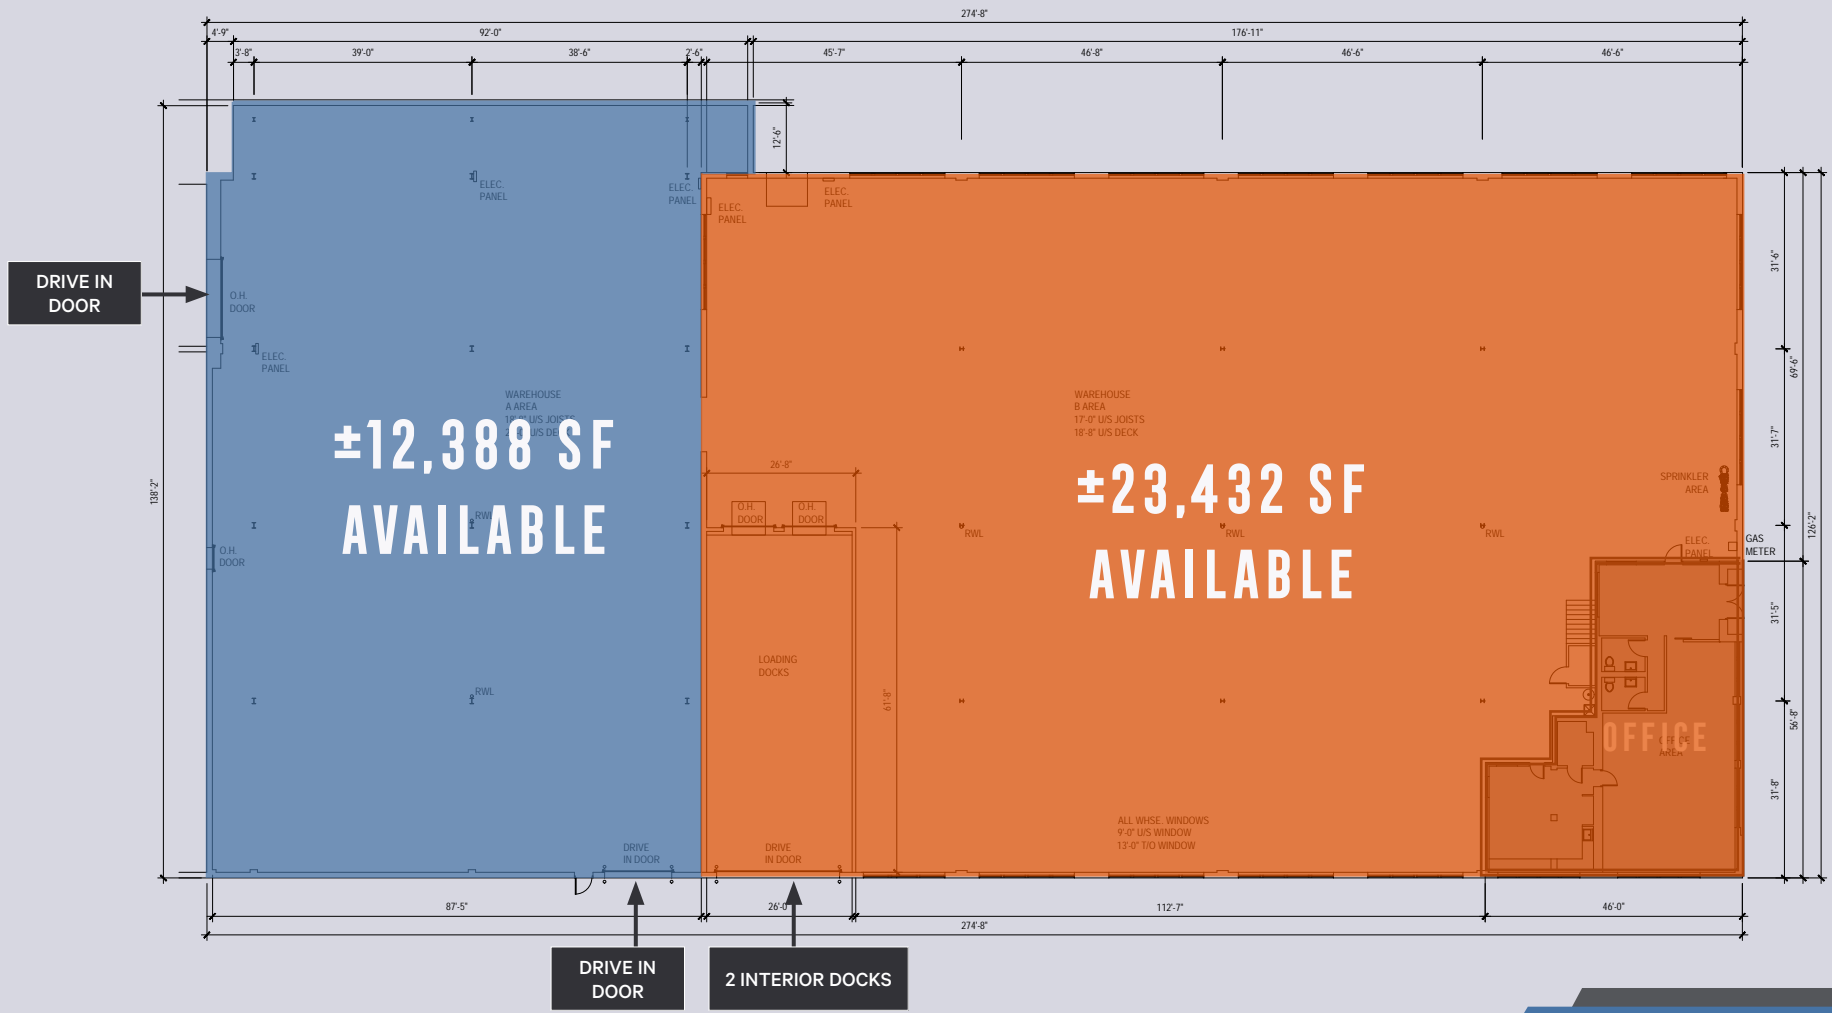 274'-8"
4'-9"
92'-0"
176'-11"
3'-8"
39'-0"
38'-6"
2'-6"
45'-7"
46'-8"
46'-6"
46'-6"
12'-6"
ELEC.
PANEL
ELEC.
PANEL
ELEC.
PANEL
ELEC.
PANEL
DRIVE IN
DOOR
O.H.
DOOR
ELEC.
PANEL
31'-6"
69'-6"
WAREHOUSE
A AREA
18'-8" U/S JOISTS
U/S DECK
±12,388 SF
AVAILABLE
WAREHOUSE
B AREA
17'-0" U/S JOISTS
18'-8" U/S DECK
±23,432 SF
AVAILABLE
31'-7"
138'-2"
26'-8"
O.H.
DOOR
O.H.
DOOR
SPRINKLER
AREA
RWL
RWL
RWL
RWL
126'-2"
ELEC.
PANEL
GAS
METER
O.H.
DOOR
31'-5"
LOADING
DOCKS
RWL
61'-8"
56'-8"
OFFICE
OFFICE
AREA
31'-8"
ALL WHSE. WINDOWS
9'-0" U/S WINDOW
13'-0" T/O WINDOW
DRIVE
IN DOOR
DRIVE
IN DOOR
87'-5"
26'-0"
112'-7"
46'-0"
274'-8"
DRIVE IN
DOOR
2 INTERIOR DOCKS